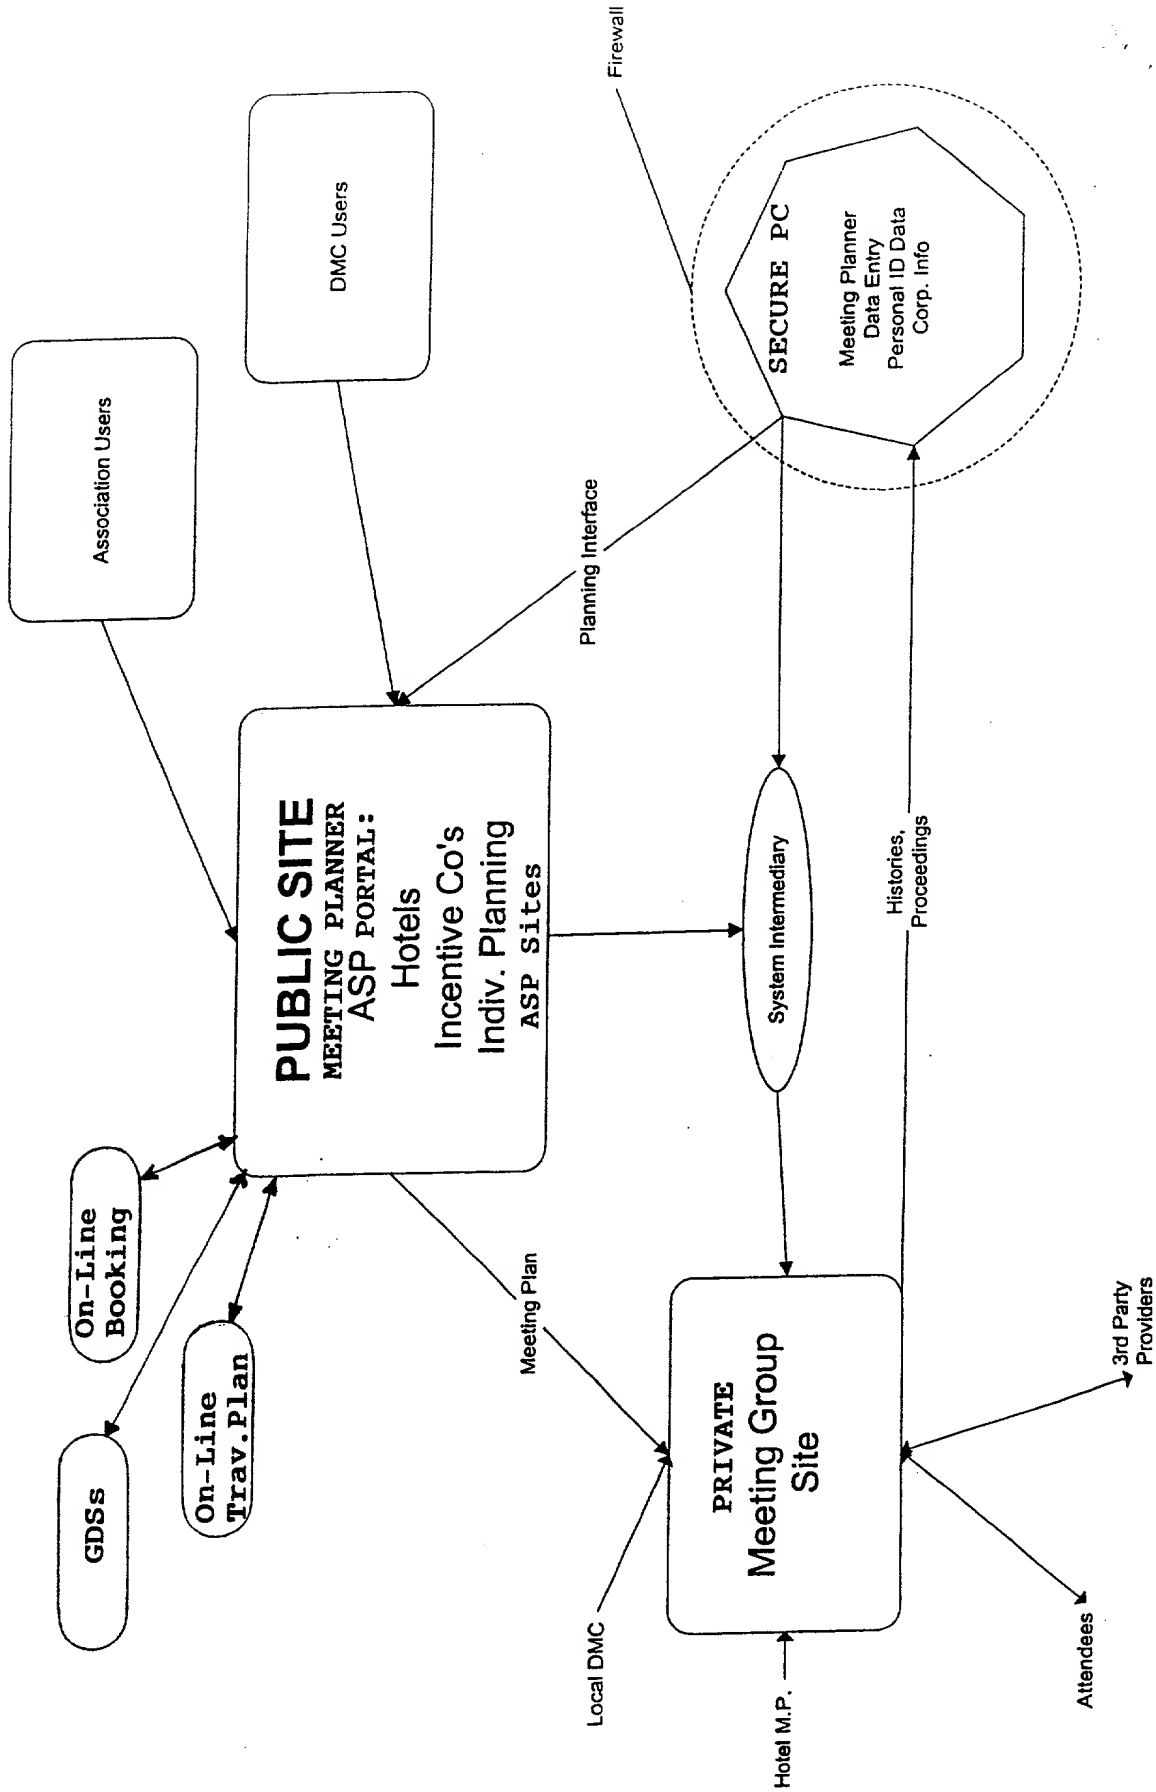 GDSs
On-Line
Booking
On-Line
Trav.Plan
Association Users
DMC Users
PUBLIC SITE
MEETING PLANNER
ASP PORTAL:
Hotels
Incentive Co's
Indiv. Planning
ASP Sites
Meeting Plan
Planning Interface
Firewall
Local DMC
Hotel M.P.
PRIVATE
Meeting Group
Site
System Intermediary
SECURE PC
Meeting Planner
Data Entry
Personal ID Data
Corp. Info
Histories,
Proceedings
Attendees
3rd Party
Providers